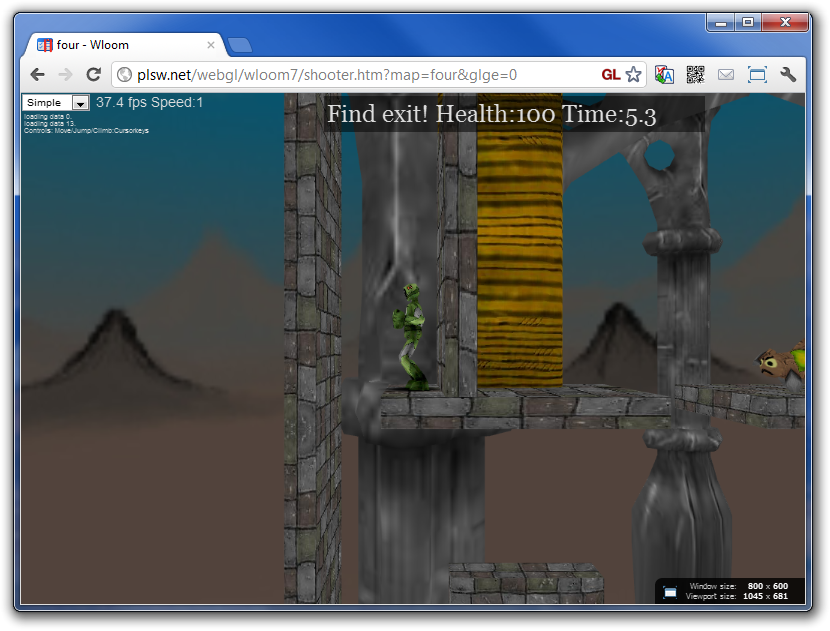 four - Wloom
plsw.net/webgl/wloom7/shooter.htm?map=four&glge=0 GL
Simple 37.4 fps Speed:1
loading data 0.
loading data 13.
Controls: Move/Jump/Climb:Cursorkeys
Find exit! Health:100 Time:5.3
Window size: 800 x 600
Viewport size: 1045 x 681